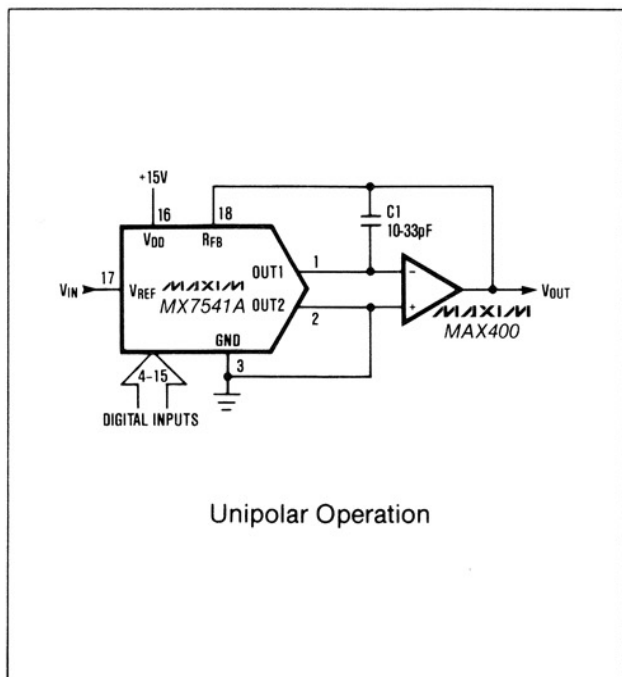 +15V
16
18
VDD
RFB
C1
10-33pF
OUT1
1
VIN
17
VREF
MAXIM
MX7541A
OUT2
2
-
+
VOUT
MAXIM
MAX400
GND
3
4-15
DIGITAL INPUTS
Unipolar Operation